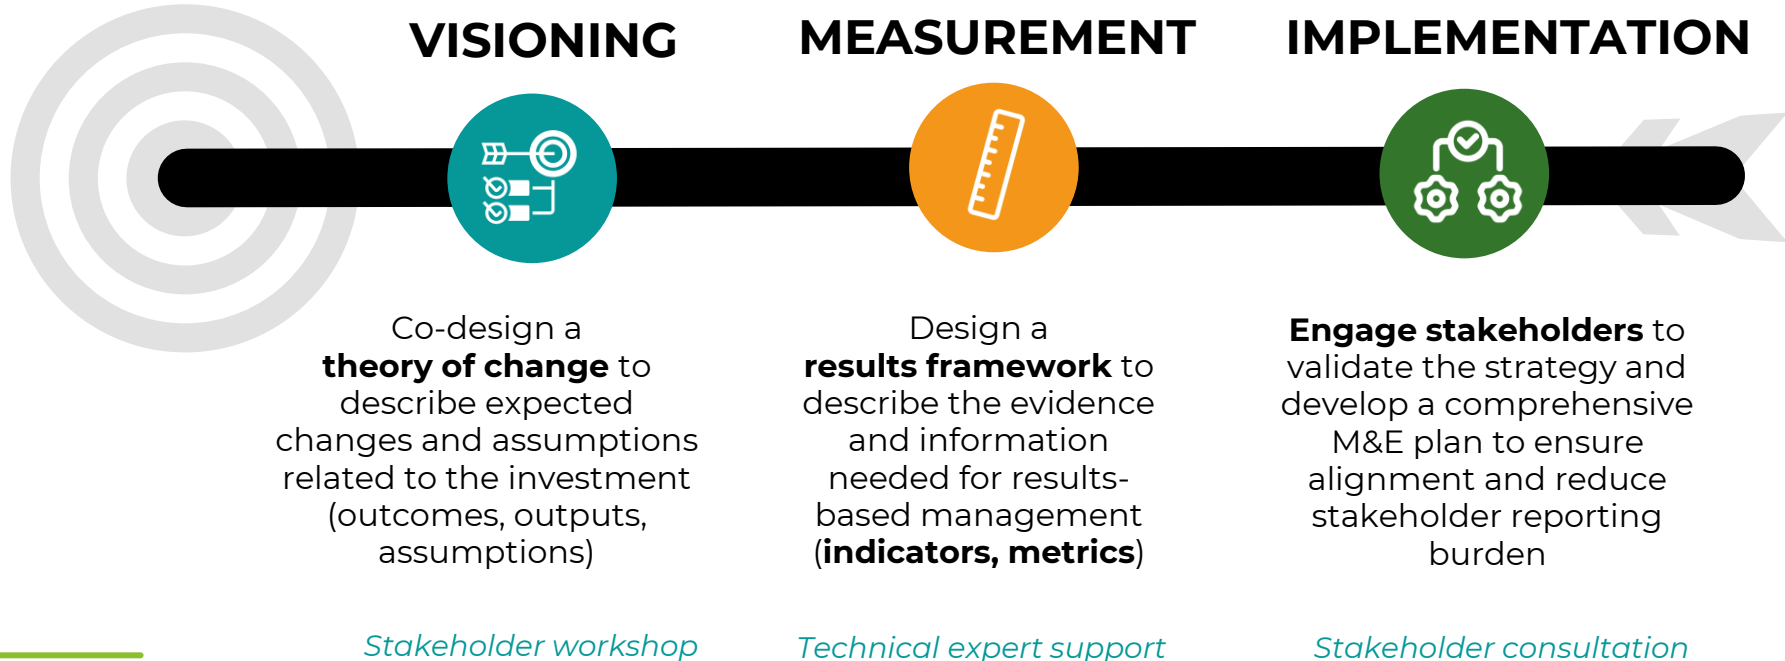 VISIONING
Co-design a
theory of change to
describe expected
changes and assumptions
related to the investment
(outcomes, outputs,
assumptions)
Stakeholder workshop
MEASUREMENT
Design a
results framework to
describe the evidence
and information
needed for results-
based management
(indicators, metrics)
Technical expert support
IMPLEMENTATION
Engage stakeholders to
validate the strategy and
develop a comprehensive
M&E plan to ensure
alignment and reduce
stakeholder reporting
burden
Stakeholder consultation